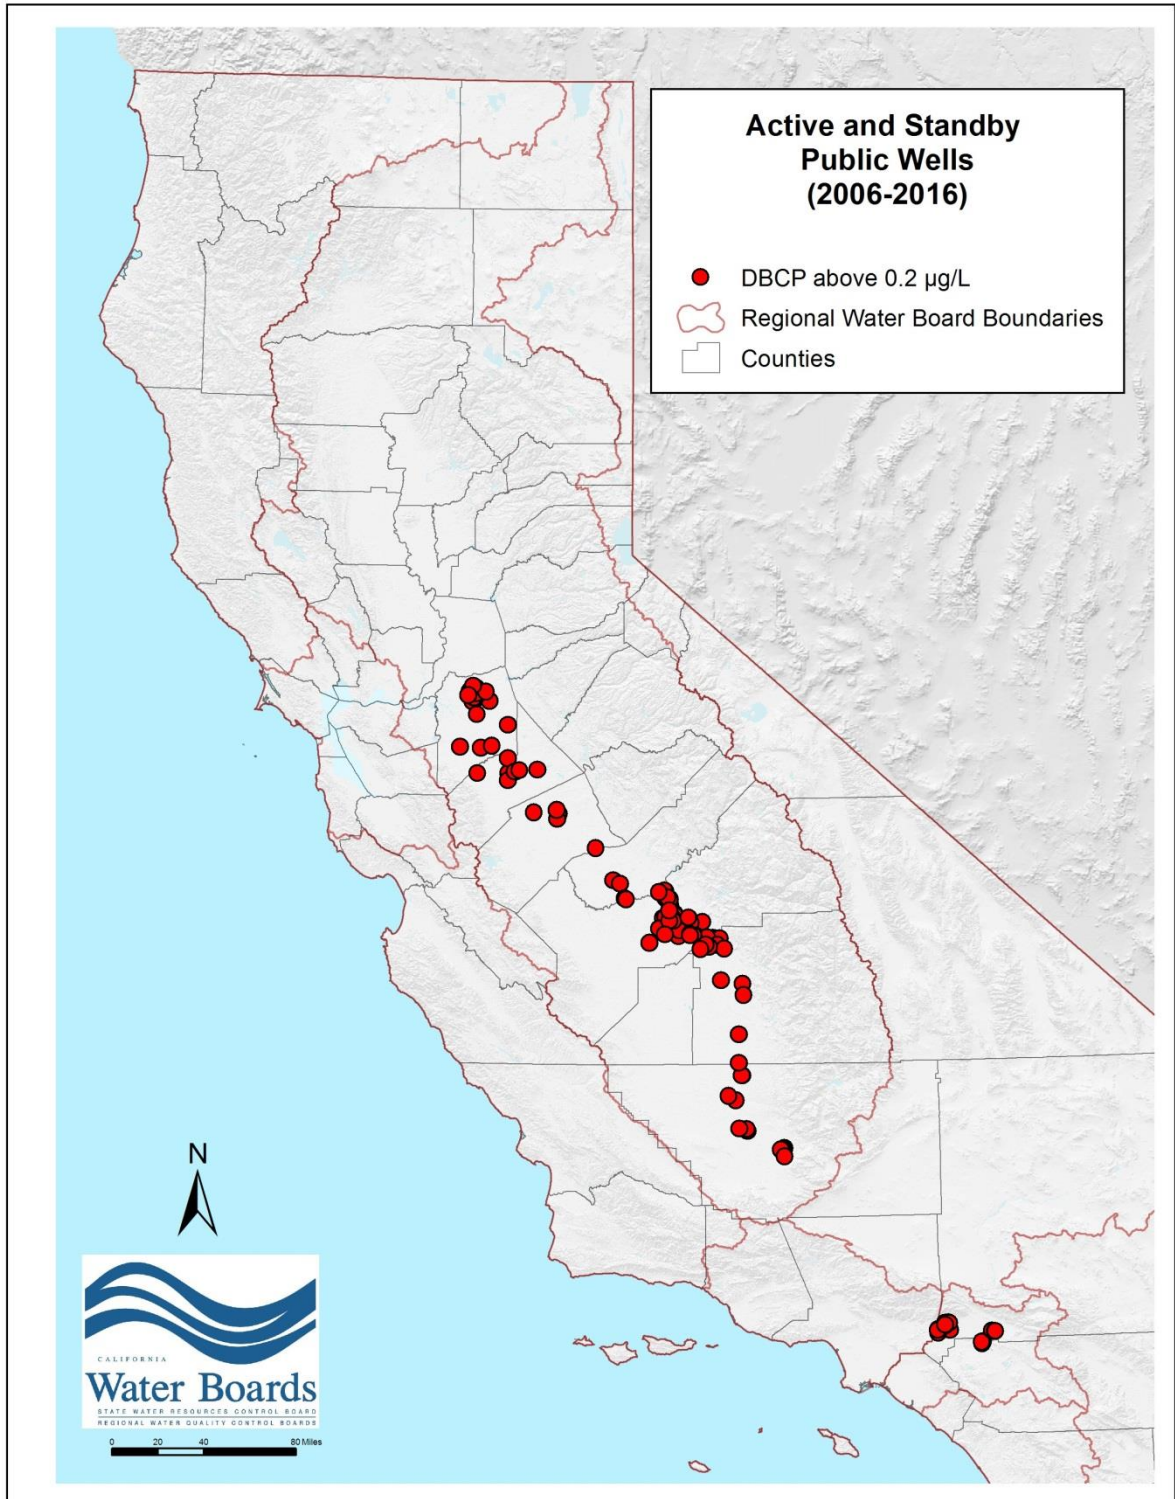 Active and Standby
Public Wells
(2006-2016)
DBCP above 0.2 µg/L
Regional Water Board Boundaries
Counties
N
CALIFORNIA
Water Boards
STATE WATER RESOURCES CONTROL BOARD
REGIONAL WATER QUALITY CONTROL BOARDS
0 20 40 80 Miles